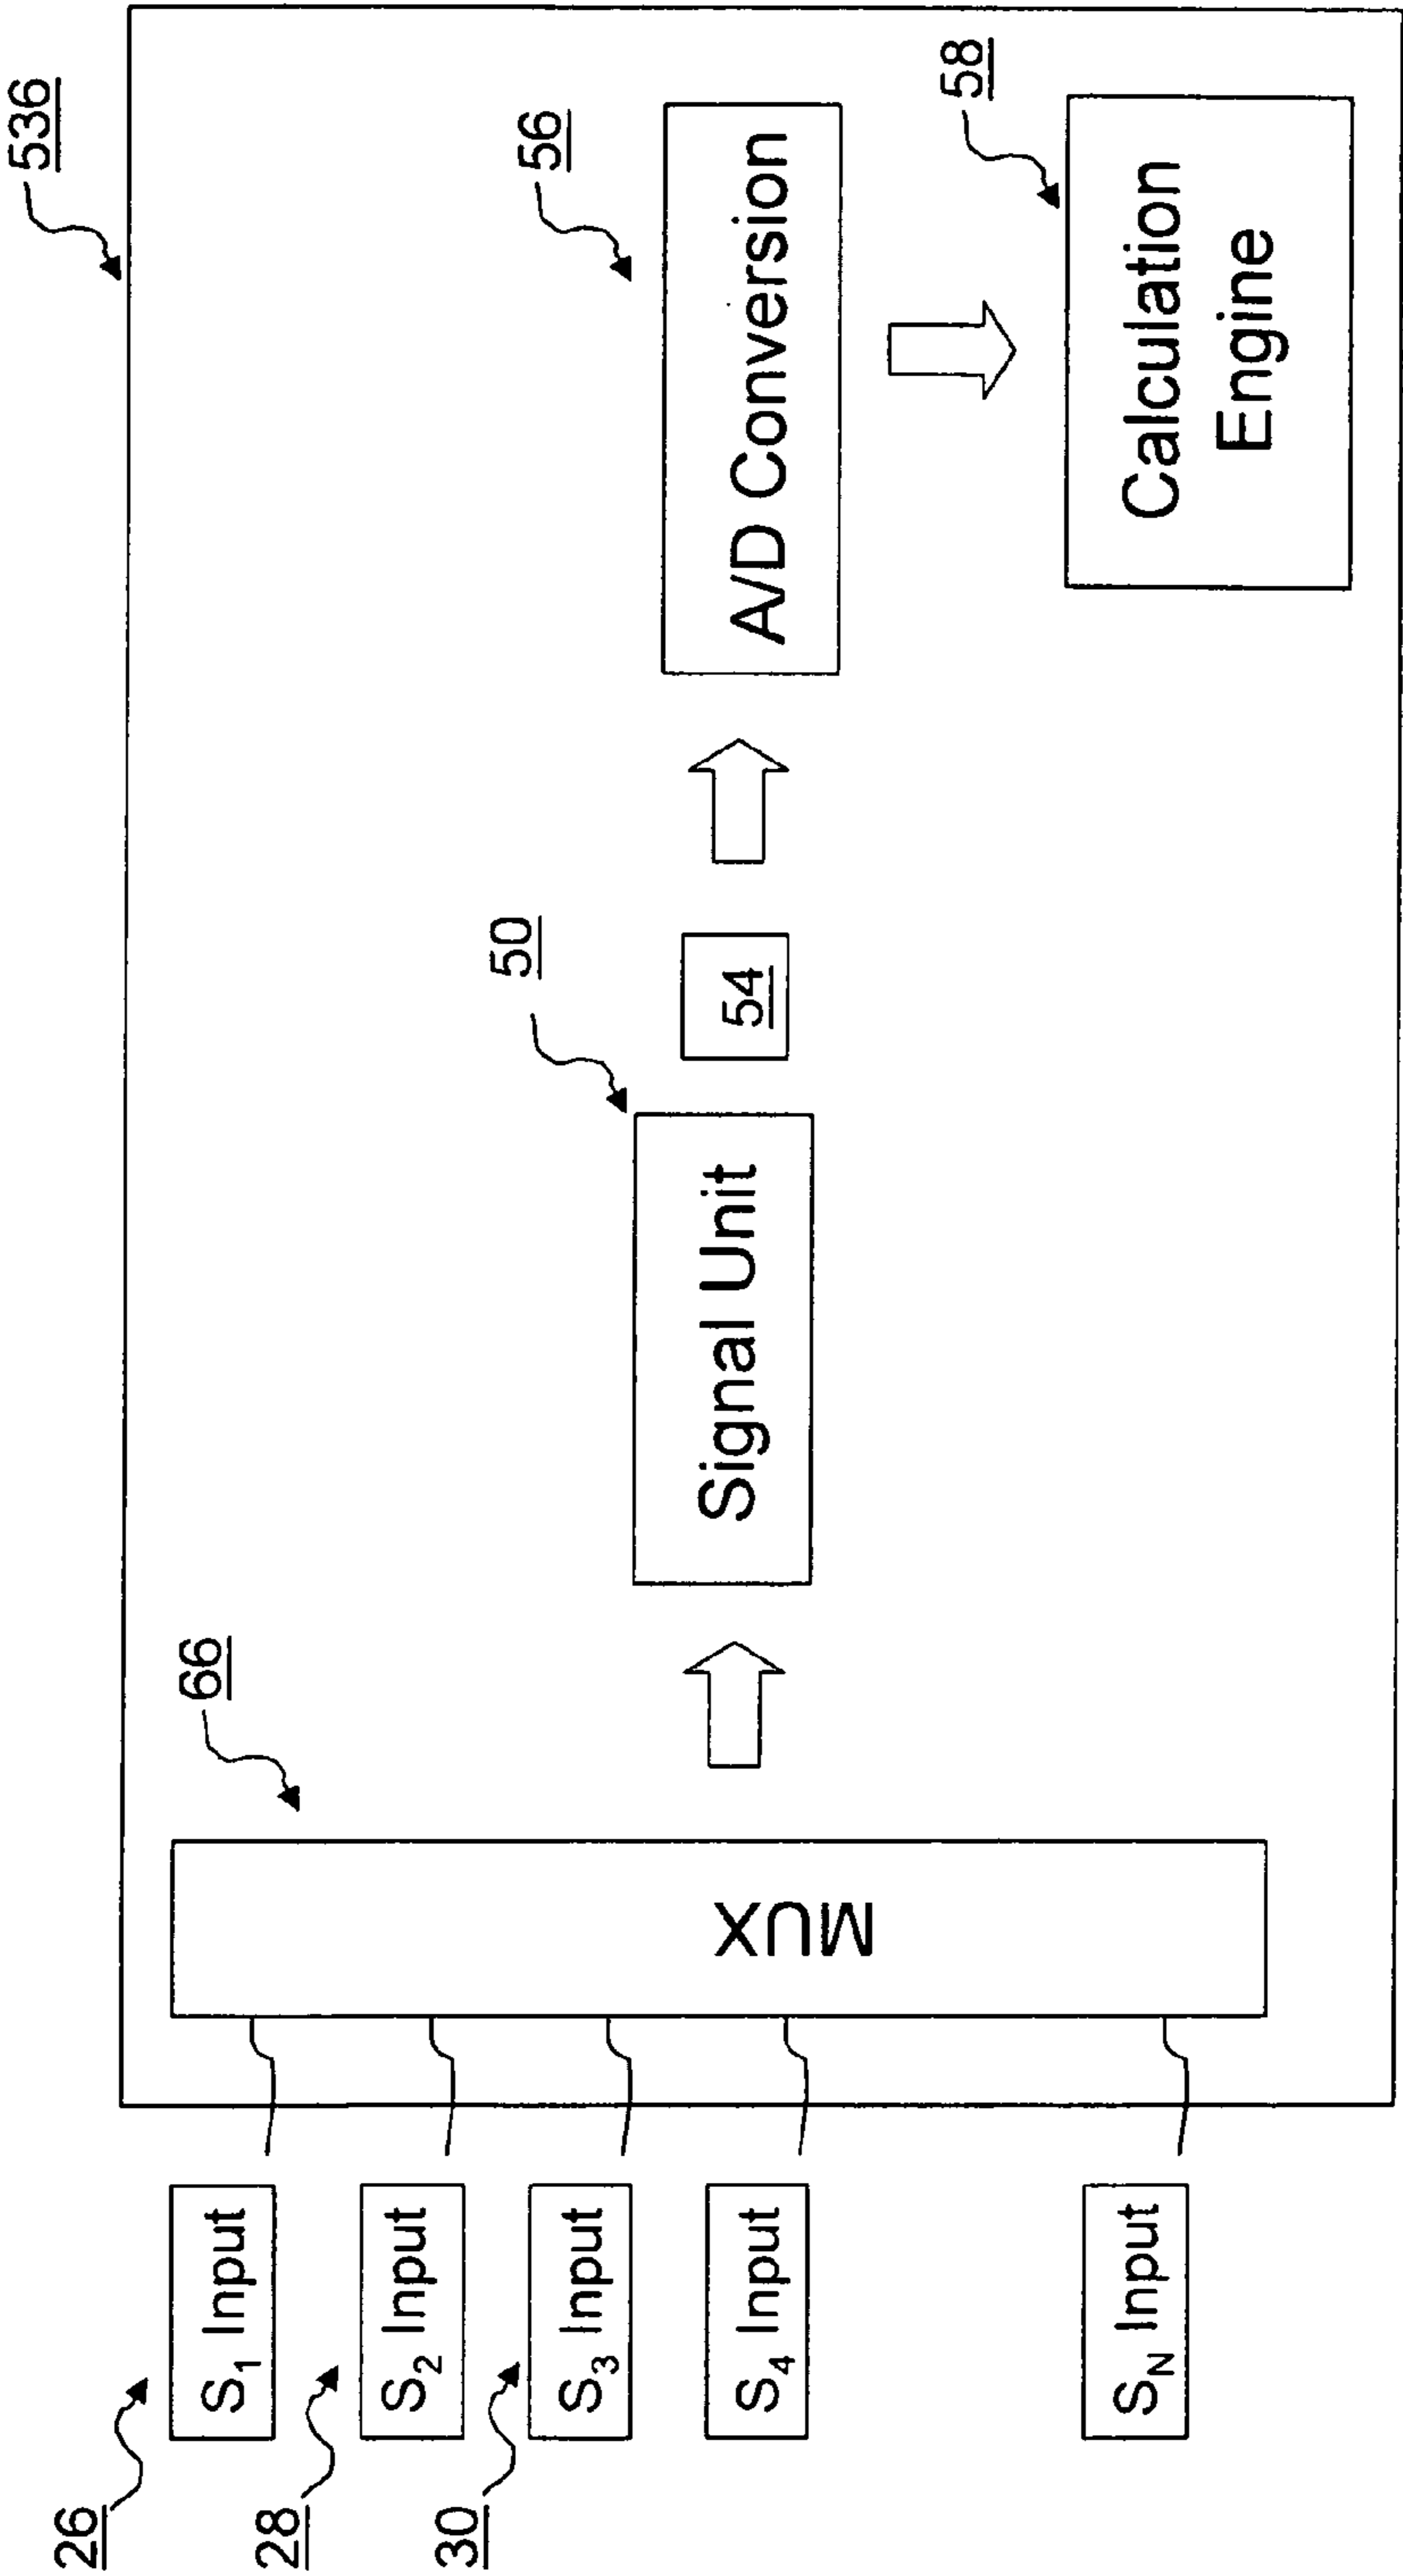 536
66
50
56
58
26
S1 Input
28
S2 Input
30
S3 Input
S4 Input
SN Input
MUX
Signal Unit
54
A/D Conversion
Calculation
Engine